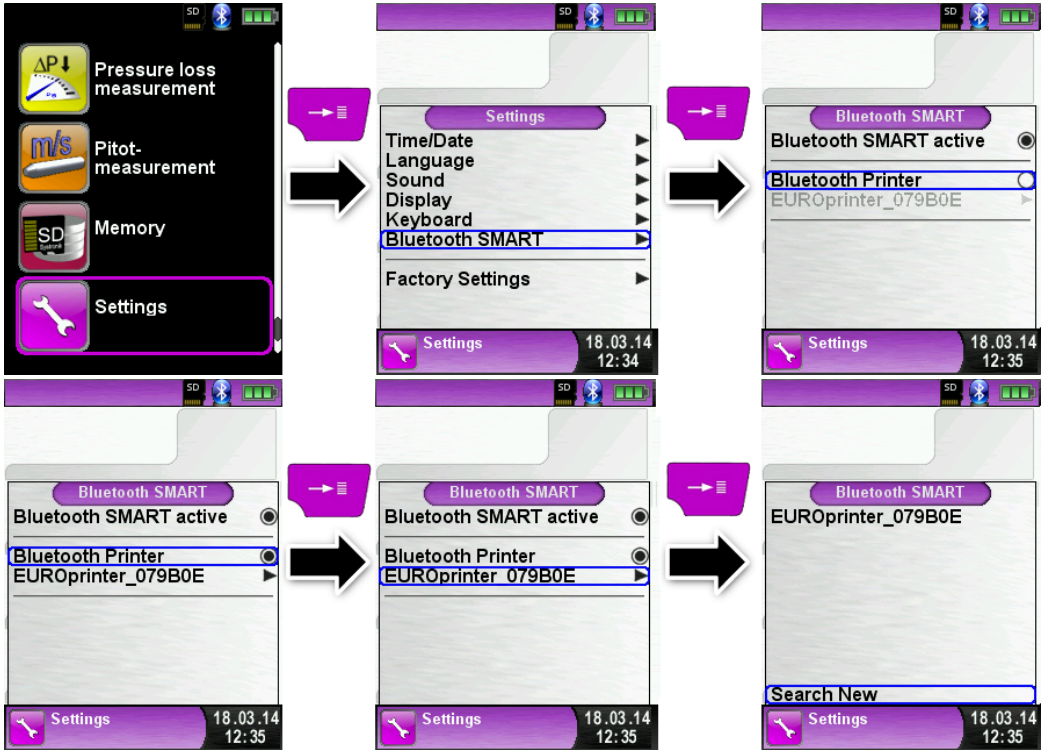 SD
ΔP
Pressure loss
measurement
m/s
Pitot-
measurement
SD
Memory
Settings
SD
Settings
Time/Date
Language
Sound
Display
Keyboard
Bluetooth SMART
Factory Settings
Settings
18.03.14
12:34
SD
Bluetooth SMART
Bluetooth SMART active
Bluetooth Printer
EUROprinter_079B0E
Settings
18.03.14
12:35
SD
Bluetooth SMART
Bluetooth SMART active
Bluetooth Printer
EUROprinter_079B0E
Settings
18.03.14
12:35
SD
Bluetooth SMART
Bluetooth SMART active
Bluetooth Printer
EUROprinter_079B0E
Settings
18.03.14
12:35
SD
Bluetooth SMART
EUROprinter_079B0E
Search New
Settings
18.03.14
12:35